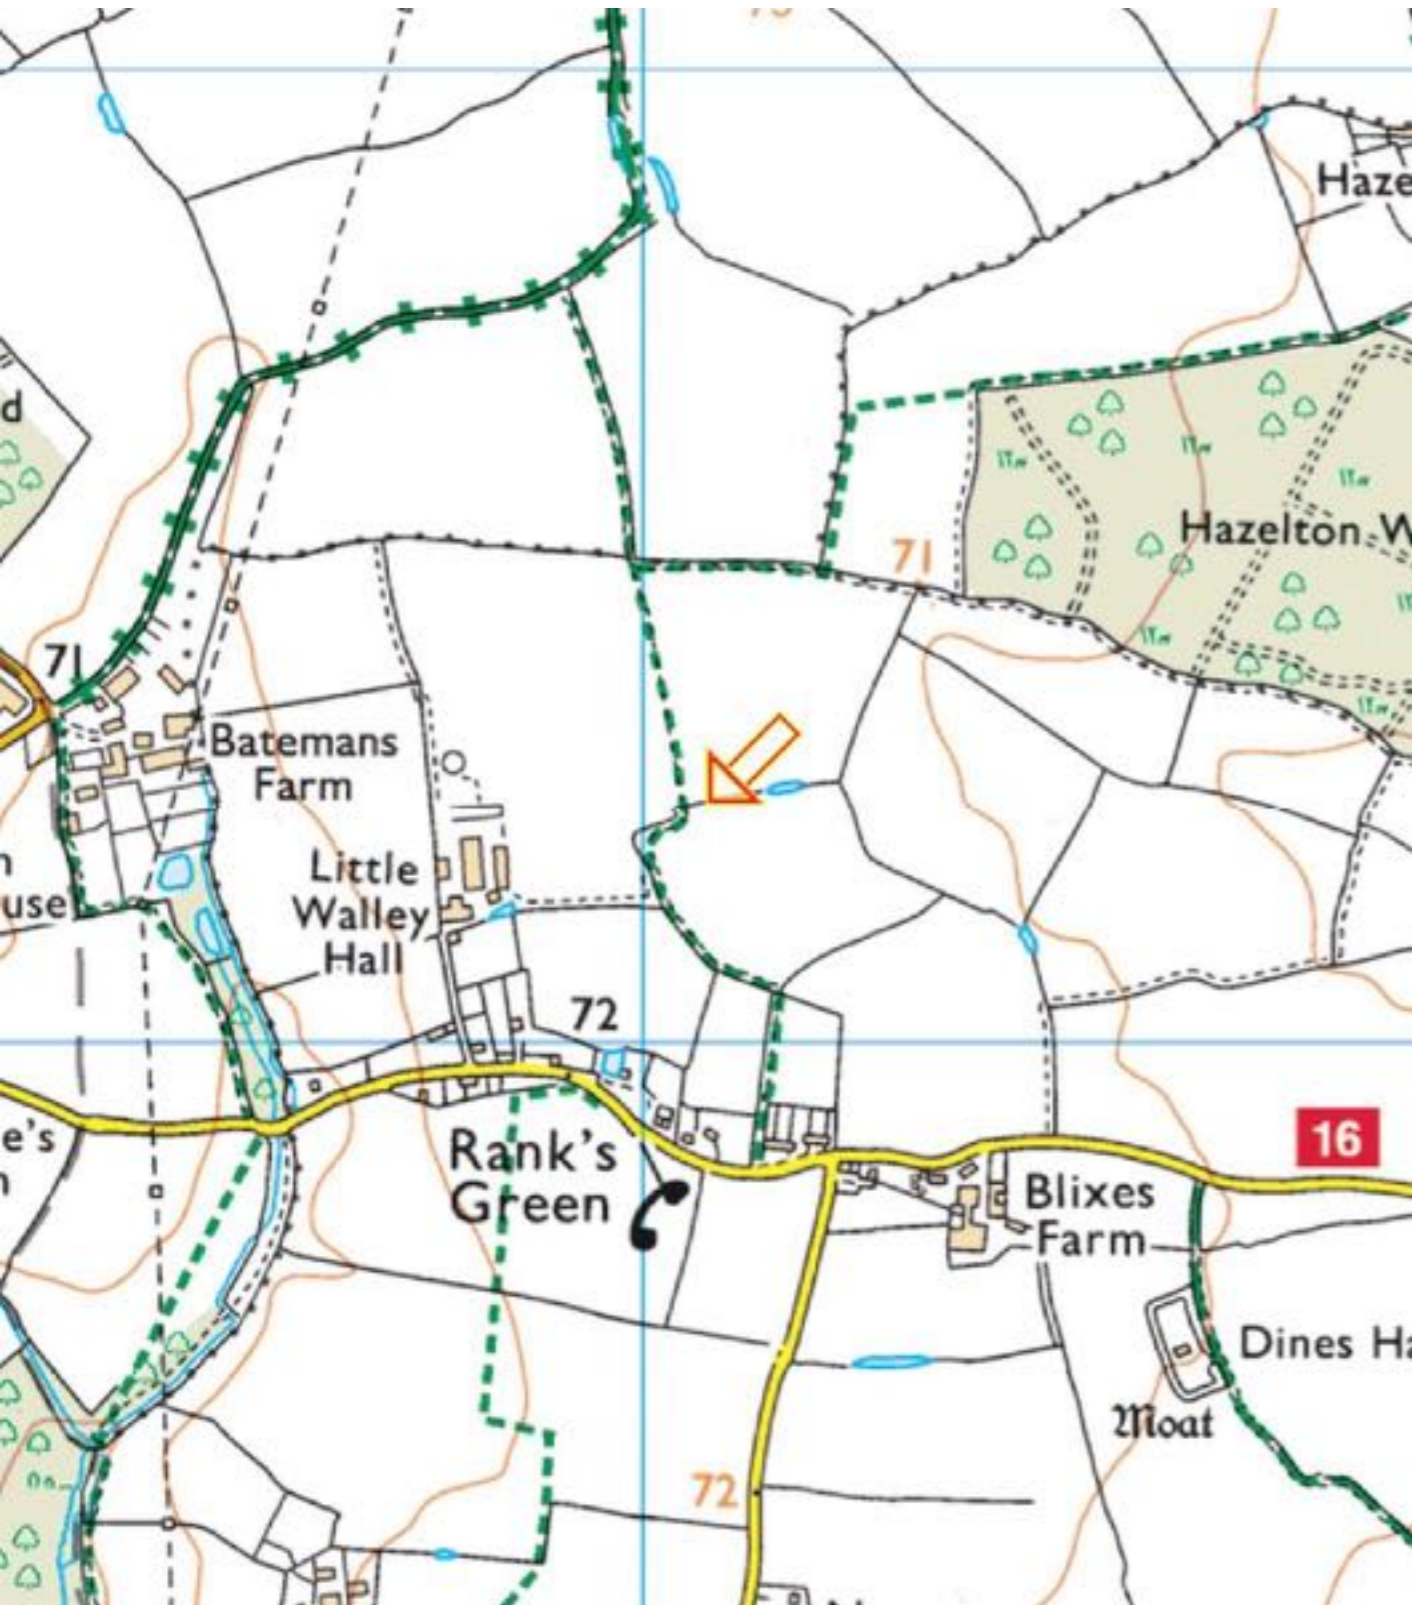 Haze
d
71
Hazelton W
71
Batemans
Farm
Little
Walley
Hall
use
72
Rank's
Green
e's
n
16
Blixes
Farm
Dines Ha
Moat
72